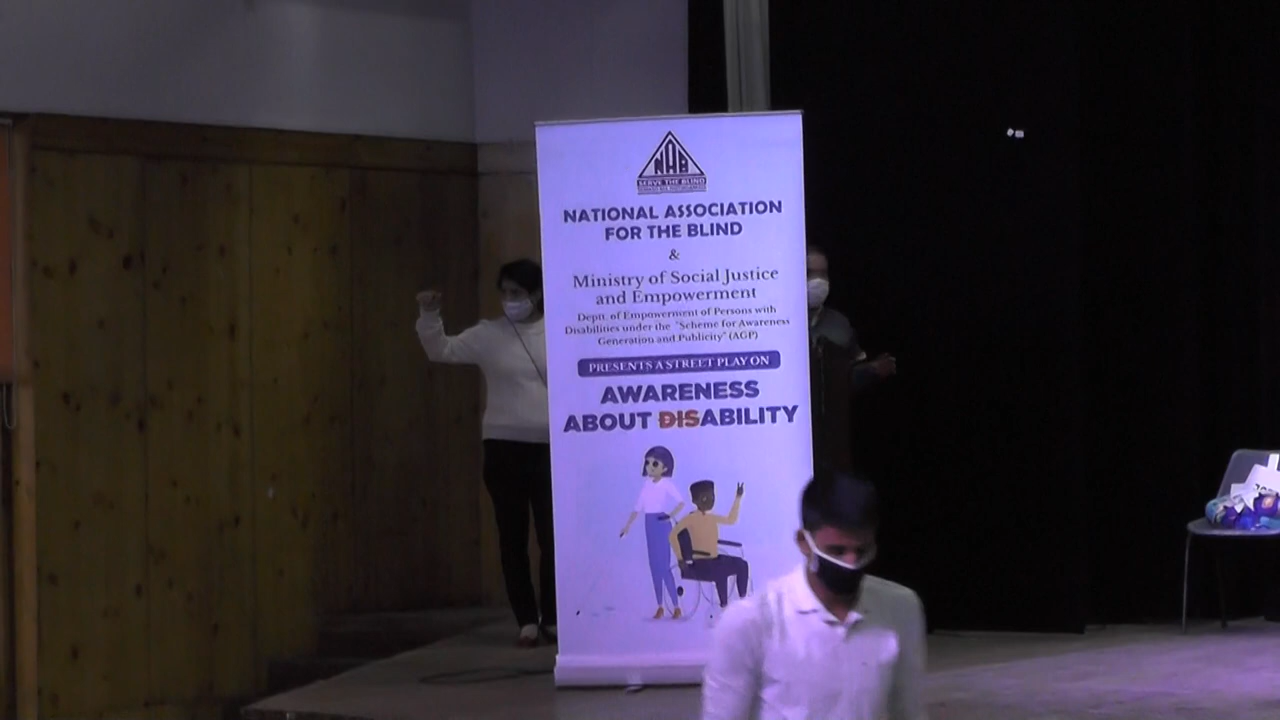 NAB
SERVE THE BLIND
NATIONAL ASSOCIATION
FOR THE BLIND
&
Ministry of Social Justice
and Empowerment
Deptt. of Empowerment of Persons with
Disabilities under the "Scheme for Awareness
Generation and Publicity" (AGP)
PRESENTS A STREET PLAY ON
AWARENESS
ABOUT DISABILITY